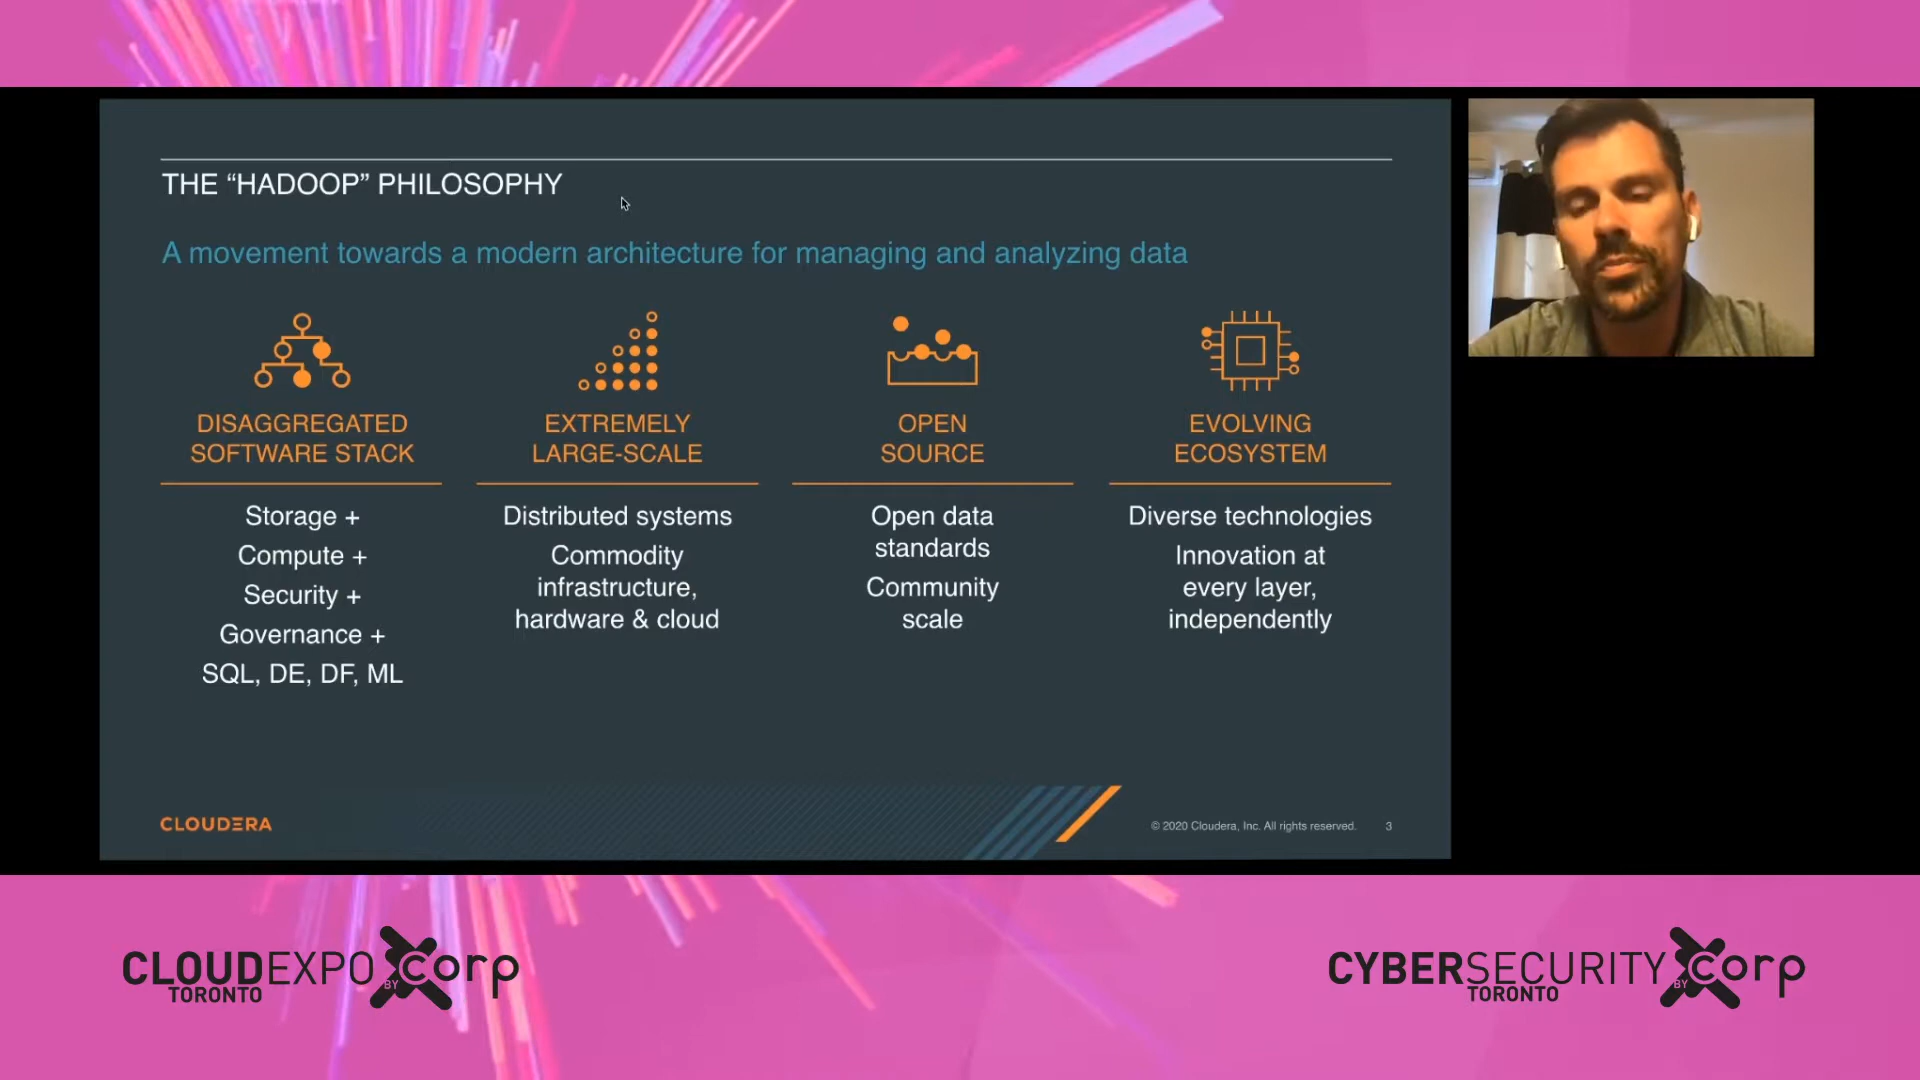 THE “HADOOP” PHILOSOPHY
A movement towards a modern architecture for managing and analyzing data
DISAGGREGATED
SOFTWARE STACK
Storage +
Compute +
Security +
Governance +
SQL, DE, DF, ML
EXTREMELY
LARGE-SCALE
Distributed systems
Commodity
infrastructure,
hardware & cloud
OPEN
SOURCE
Open data
standards
Community
scale
EVOLVING
ECOSYSTEM
Diverse technologies
Innovation at
every layer,
independently
CLOUDERA
© 2020 Cloudera, Inc. All rights reserved. 3
CLOUDEXPO BY Xcorp
TORONTO
CYBERSECURITY BY Xcorp
TORONTO